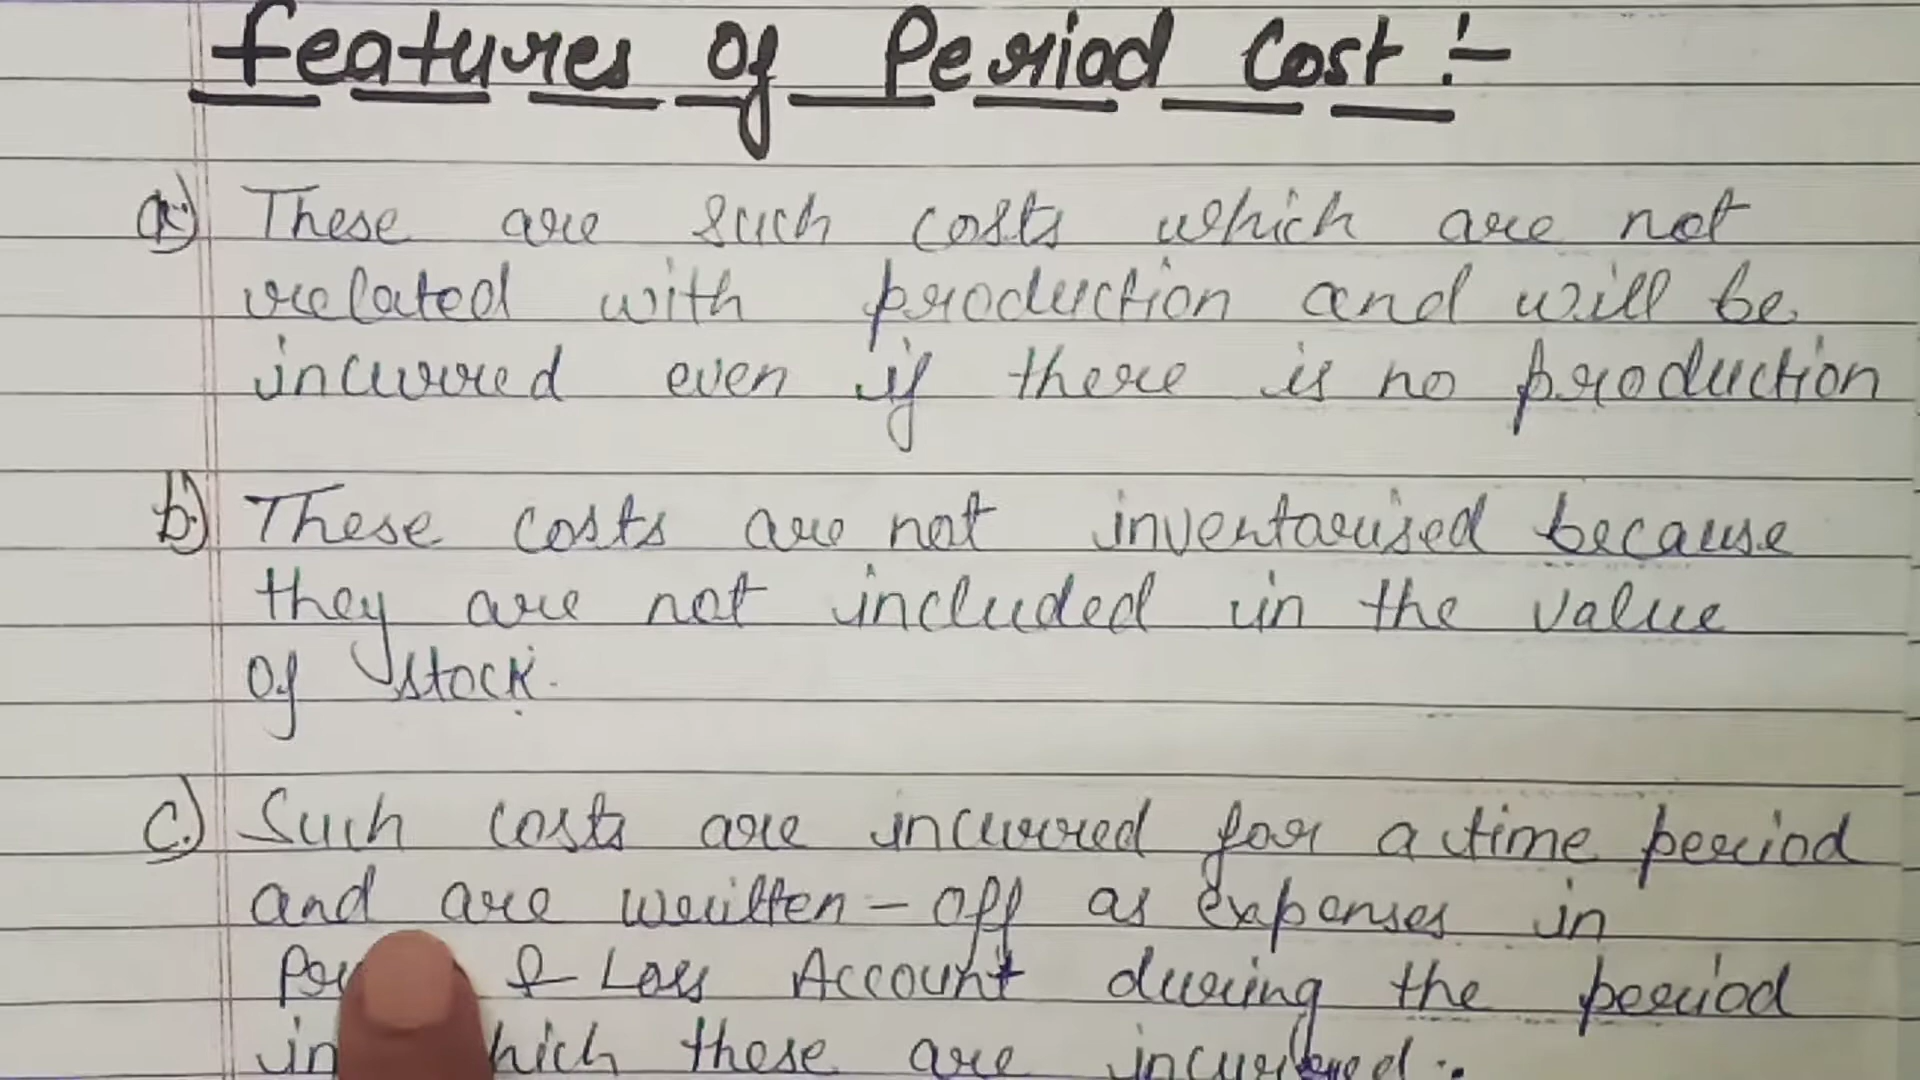 Features of Period Cost :-
a) These are such costs which are not
related with production and will be
incurred even if there is no production
b) These costs are not inventarised because
they are not included in the value
of stock.
c.) Such costs are incurred for a time period
and are written-off as expenses in
& Loss Account during the period
in these are incurred.